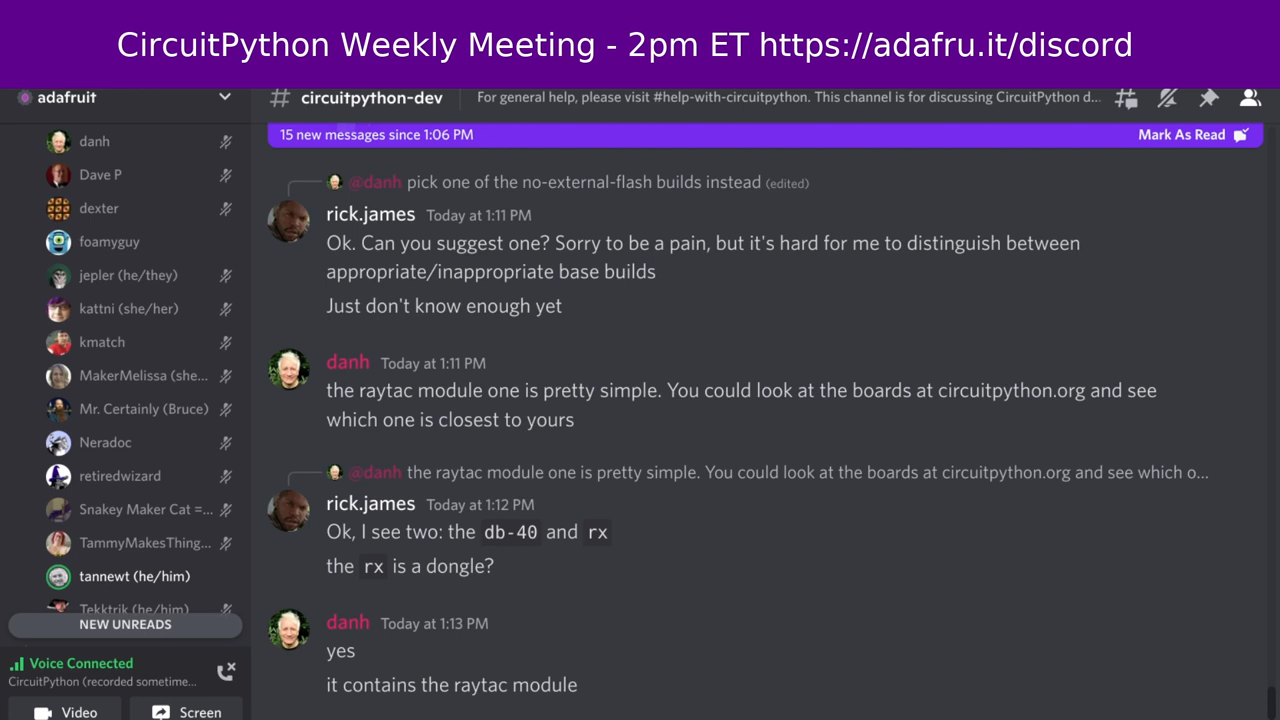 CircuitPython Weekly Meeting - 2pm ET https://adafru.it/discord
adafruit
danh
Dave P
dexter
foamyguy
jepler (he/they)
kattni (she/her)
kmatch
MakerMelissa (she...
Mr. Certainly (Bruce)
Neradoc
retiredwizard
Snakey Maker Cat =...
TammyMakesThing...
tannewt (he/him)
Tekktrik (he/him)
NEW UNREADS
Voice Connected
CircuitPython (recorded sometime...
Video
Screen
# circuitpython-dev
For general help, please visit #help-with-circuitpython. This channel is for discussing CircuitPython d...
15 new messages since 1:06 PM
Mark As Read
@danh pick one of the no-external-flash builds instead (edited)
rick.james Today at 1:11 PM
Ok. Can you suggest one? Sorry to be a pain, but it's hard for me to distinguish between
appropriate/inappropriate base builds
Just don't know enough yet
danh Today at 1:11 PM
the raytac module one is pretty simple. You could look at the boards at circuitpython.org and see
which one is closest to yours
@danh the raytac module one is pretty simple. You could look at the boards at circuitpython.org and see which o...
rick.james Today at 1:12 PM
Ok, I see two: the db-40 and rx
the rx is a dongle?
danh Today at 1:13 PM
yes
it contains the raytac module